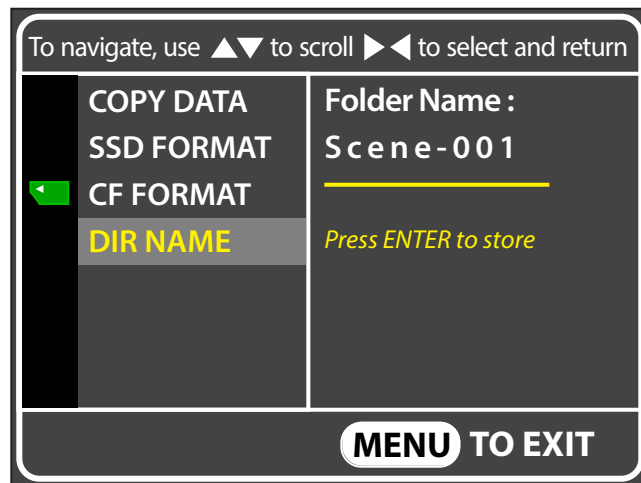 To navigate, use ▲▼ to scroll ▶◀ to select and return
COPY DATA
SSD FORMAT
CF FORMAT
DIR NAME
Folder Name :
Scene-001
Press ENTER to store
MENU TO EXIT